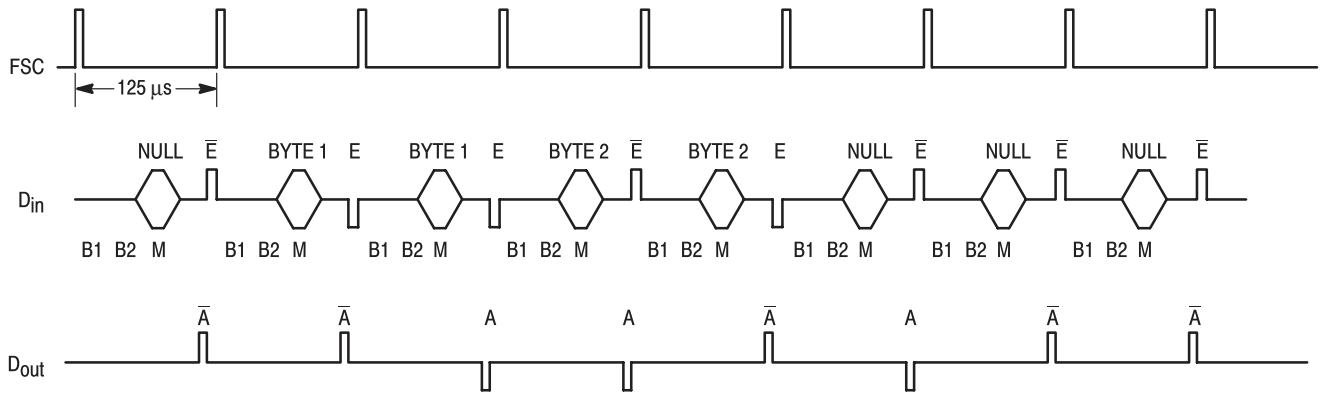 FSC
125 μs
NULL E̅ BYTE 1 E BYTE 1 E BYTE 2 E̅ BYTE 2 E NULL E̅ NULL E̅ NULL E̅
Din
B1 B2 M B1 B2 M B1 B2 M B1 B2 M B1 B2 M B1 B2 M B1 B2 M B1 B2 M
A̅ A̅ A A A̅ A A̅ A̅
Dout